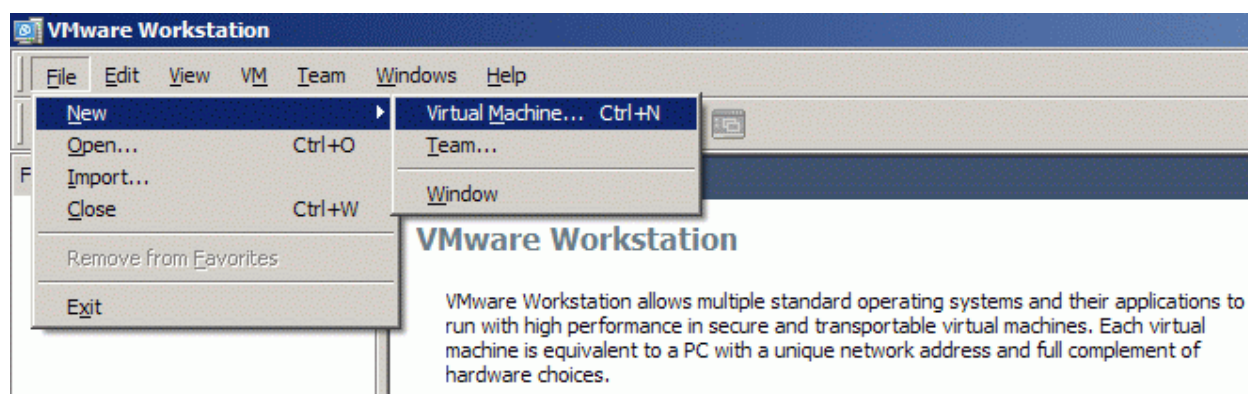 VMware Workstation
File Edit View VM Team Windows Help
New Virtual Machine... Ctrl+N
Open... Ctrl+O Team...
Import...
Window
Close Ctrl+W
Remove from Favorites
Exit
VMware Workstation
VMware Workstation allows multiple standard operating systems and their applications to
run with high performance in secure and transportable virtual machines. Each virtual
machine is equivalent to a PC with a unique network address and full complement of
hardware choices.